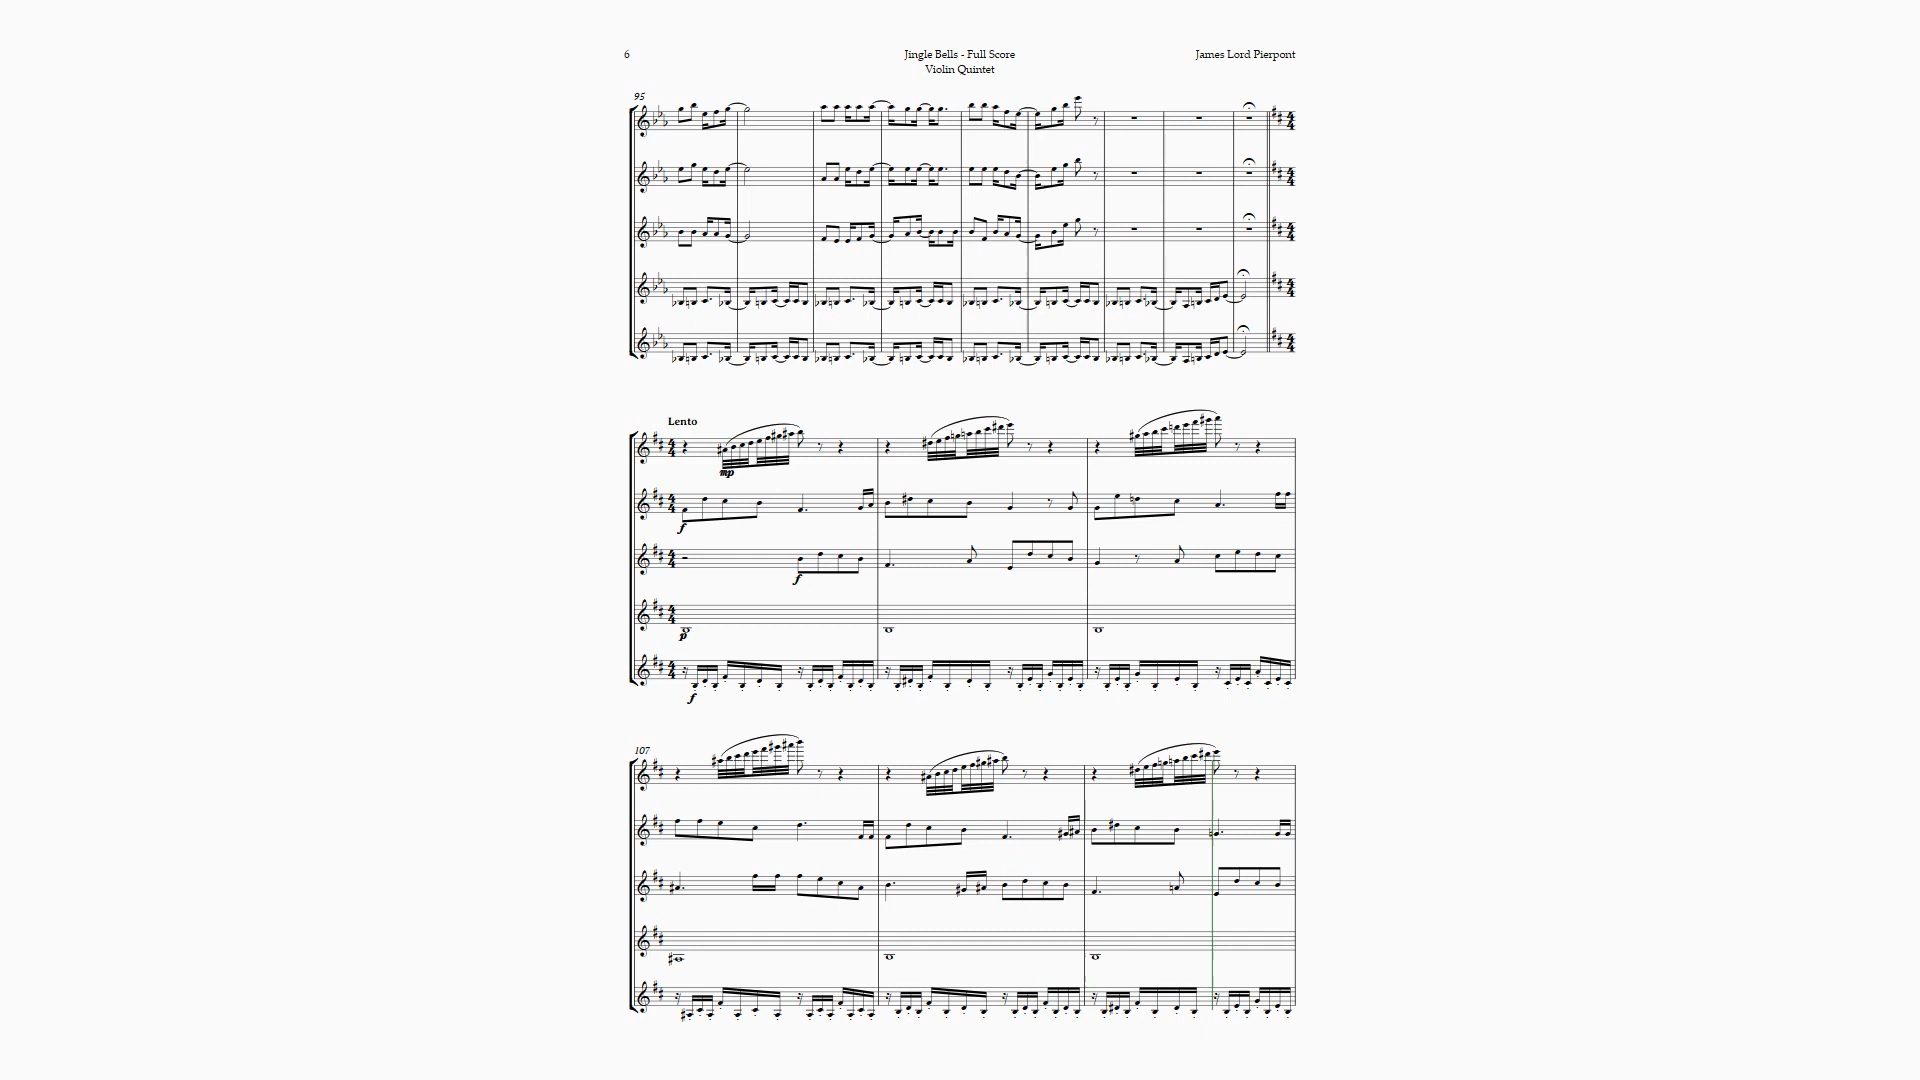 6
Jingle Bells - Full Score
James Lord Pierpont
Violin Quintet
95
Lento
mp
f
f
p
f
107